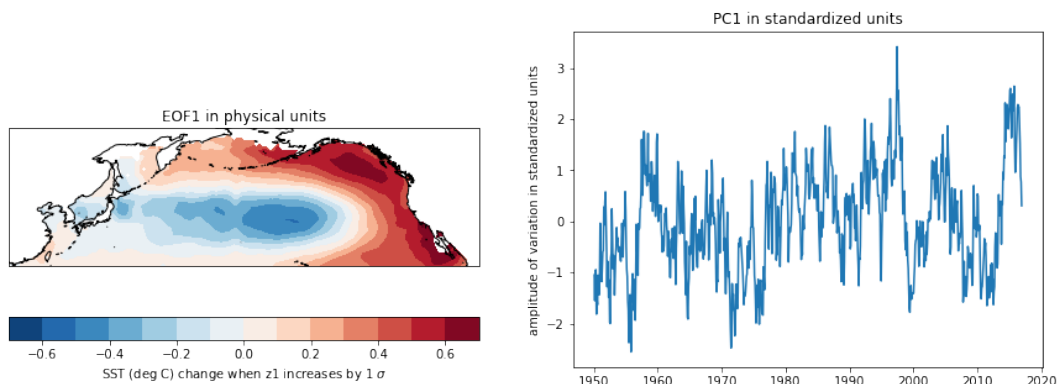 EOF1 in physical units
−0.6 −0.4 −0.2 0.0 0.2 0.4 0.6
SST (deg C) change when z1 increases by 1 σ
PC1 in standardized units
amplitude of variation in standardized units
3
2
1
0
−1
−2
1950 1960 1970 1980 1990 2000 2010 2020